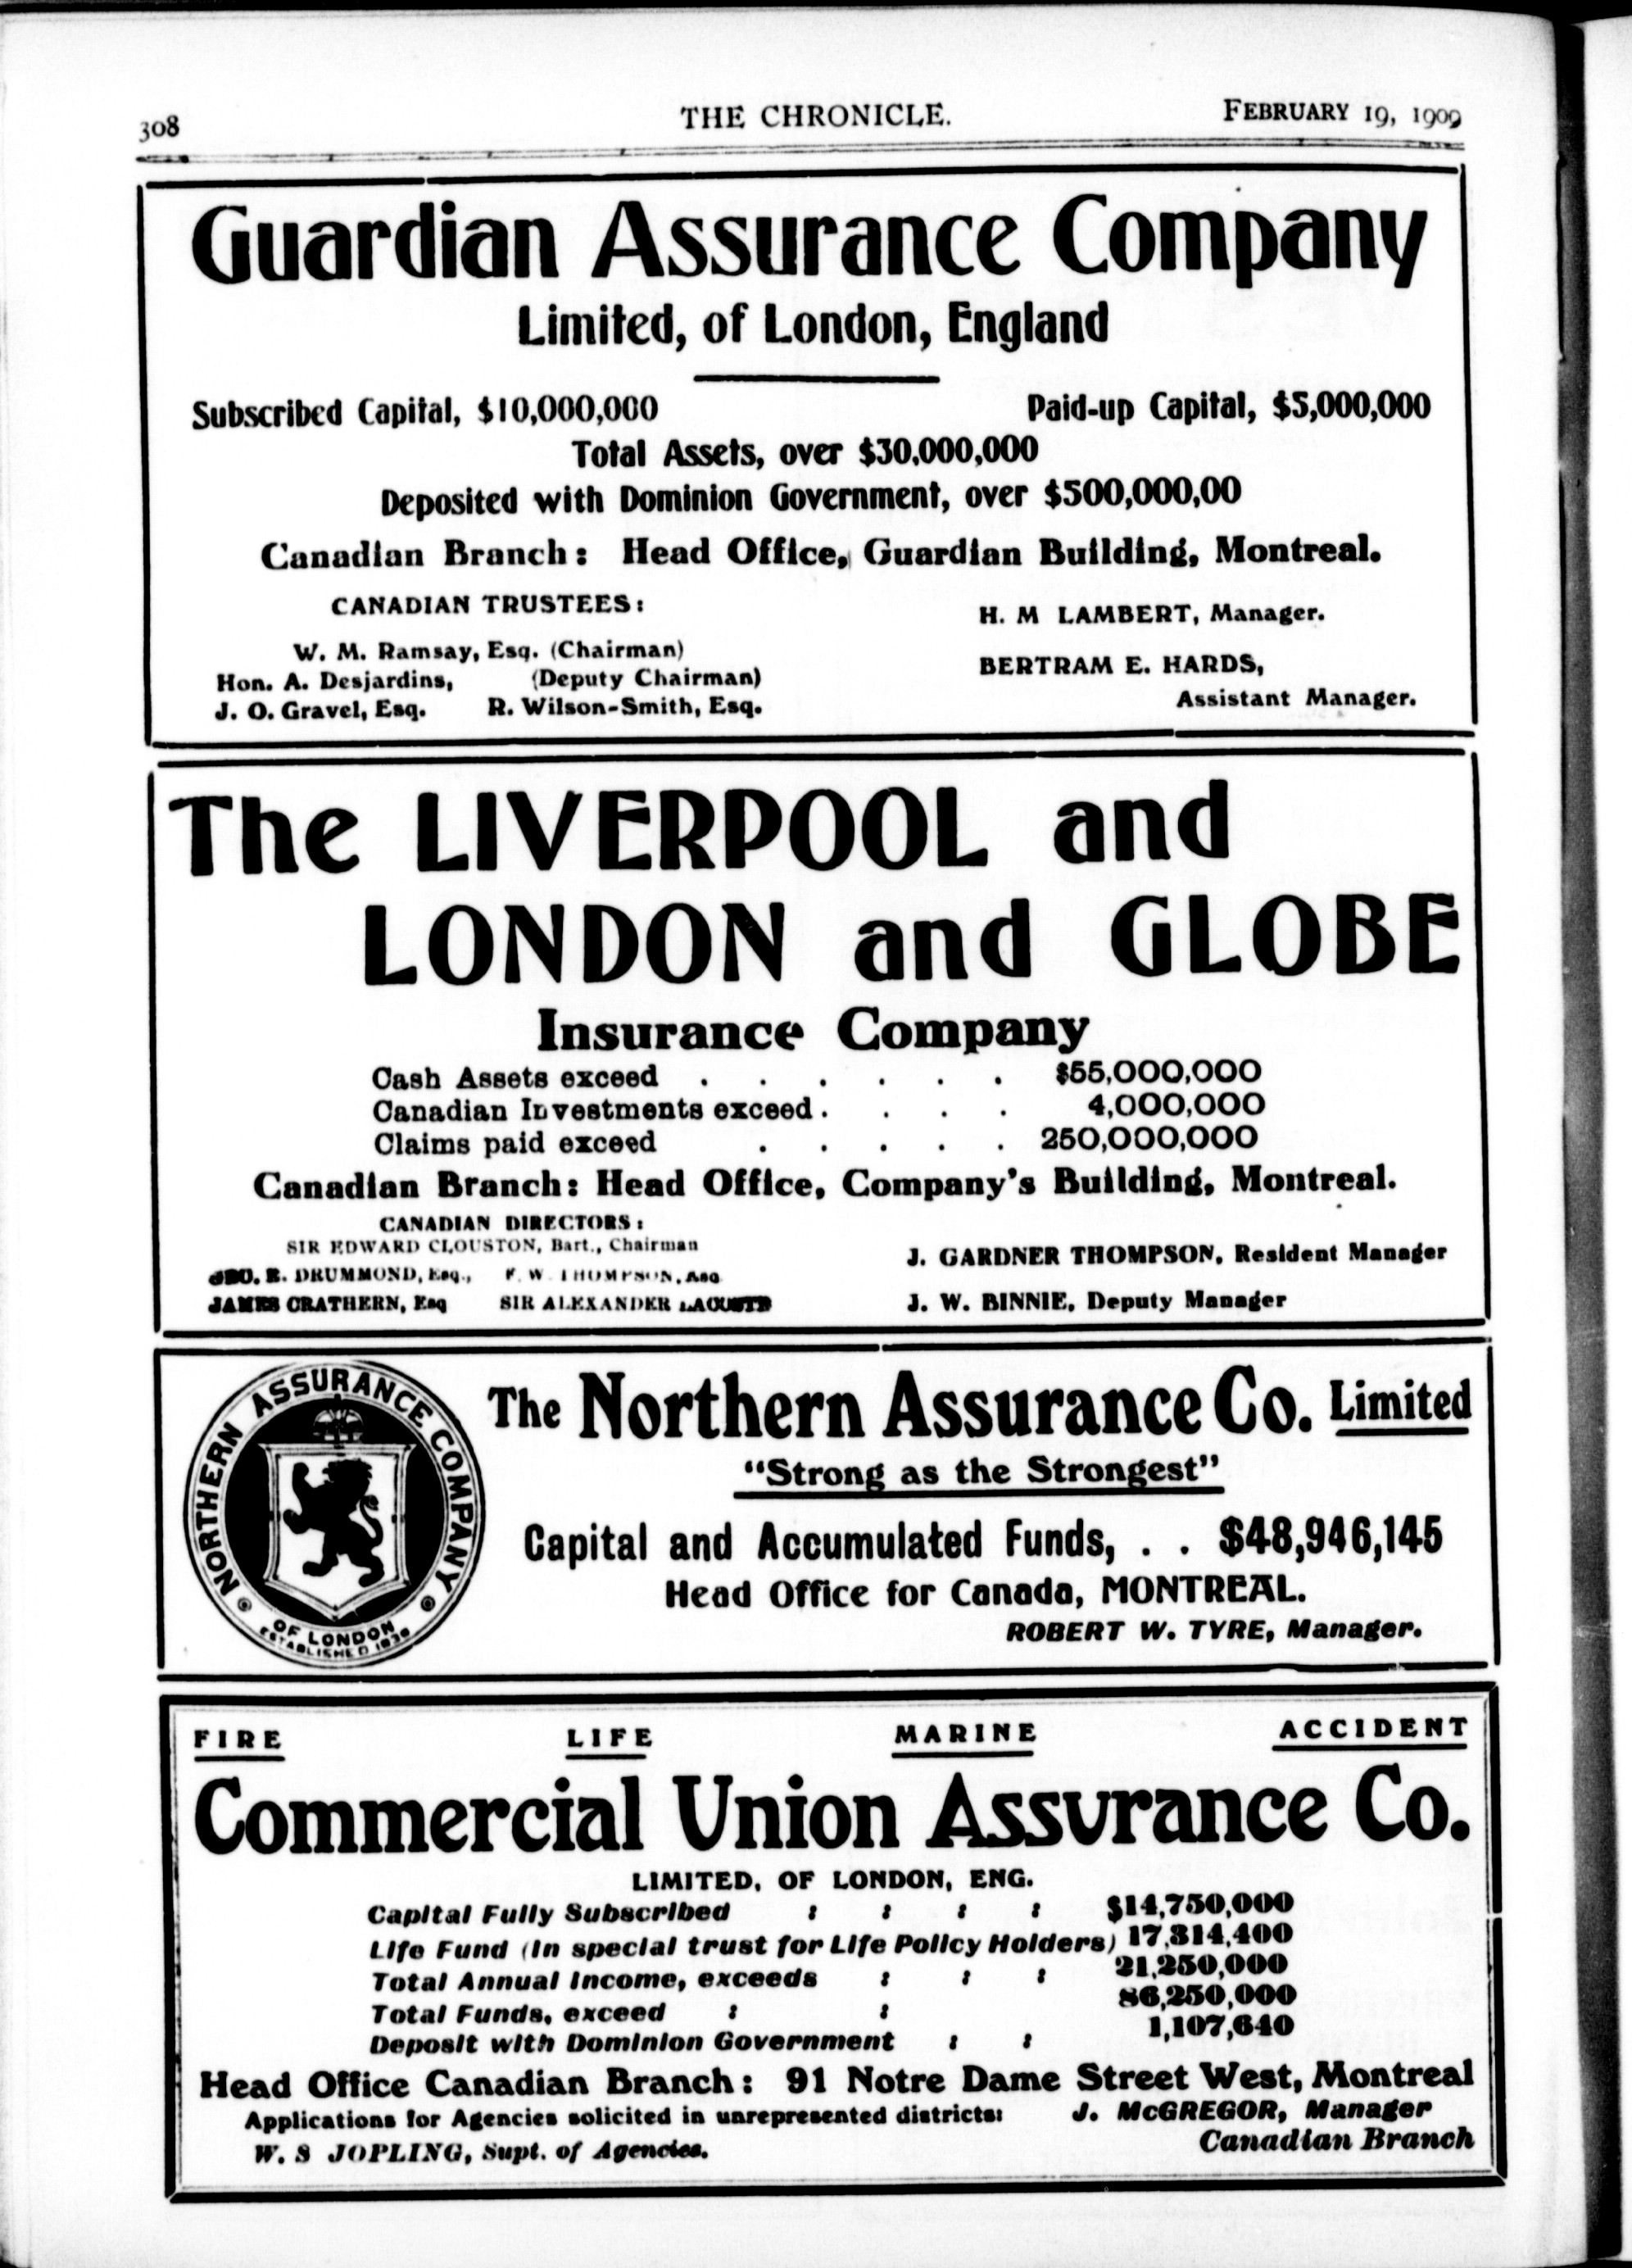 308
THE CHRONICLE.
FEBRUARY 19, 1909
Guardian Assurance Company
Limited, of London, England
Subscribed Capital, $10,000,000
Paid-up Capital, $5,000,000
Total Assets, over $30,000,000
Deposited with Dominion Government, over $500,000,00
Canadian Branch: Head Office, Guardian Building, Montreal.
CANADIAN TRUSTEES:
W. M. Ramsay, Esq. (Chairman)
Hon. A. Desjardins, (Deputy Chairman)
J. O. Gravel, Esq. R. Wilson-Smith, Esq.
H. M LAMBERT, Manager.
BERTRAM E. HARDS,
Assistant Manager.
The LIVERPOOL and
LONDON and GLOBE
Insurance Company
Cash Assets exceed . . . . . . $55,000,000
Canadian Investments exceed . . . . 4,000,000
Claims paid exceed . . . . . 250,000,000
Canadian Branch: Head Office, Company's Building, Montreal.
CANADIAN DIRECTORS:
SIR EDWARD CLOUSTON, Bart., Chairman
GEO. E. DRUMMOND, Esq., F. W. THOMPSON, Esq
JAMES CRATHERN, Esq SIR ALEXANDER LACOSTE
J. GARDNER THOMPSON, Resident Manager
J. W. BINNIE, Deputy Manager
NORTHERN ASSURANCE COMPANY
OF LONDON
ESTABLISHED 1836
The Northern Assurance Co. Limited
"Strong as the Strongest"
Capital and Accumulated Funds, . . $48,946,145
Head Office for Canada, MONTREAL.
ROBERT W. TYRE, Manager.
FIRE LIFE MARINE ACCIDENT
Commercial Union Assurance Co.
LIMITED, OF LONDON, ENG.
Capital Fully Subscribed : : : : $14,750,000
Life Fund (In special trust for Life Policy Holders) 17,314,400
Total Annual Income, exceeds : : : 21,250,000
Total Funds, exceed : : 86,250,000
Deposit with Dominion Government : : 1,107,640
Head Office Canadian Branch: 91 Notre Dame Street West, Montreal
Applications for Agencies solicited in unrepresented districts:
W. S JOPLING, Supt. of Agencies.
J. McGREGOR, Manager
Canadian Branch